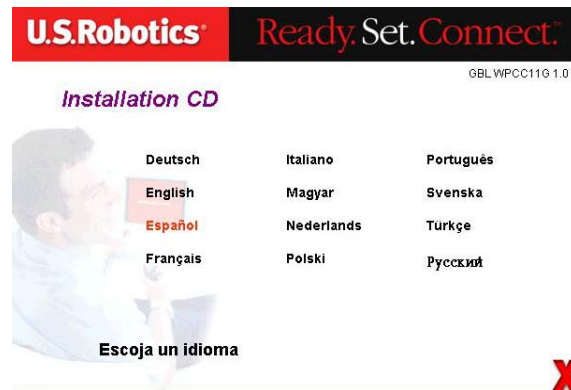 U.S.Robotics® Ready. Set. Connect.™
GBL WPCC11G 1.0
Installation CD
Deutsch Italiano Português
English Magyar Svenska
Español Nederlands Türkçe
Français Polski Русский
Escoja un idioma
X